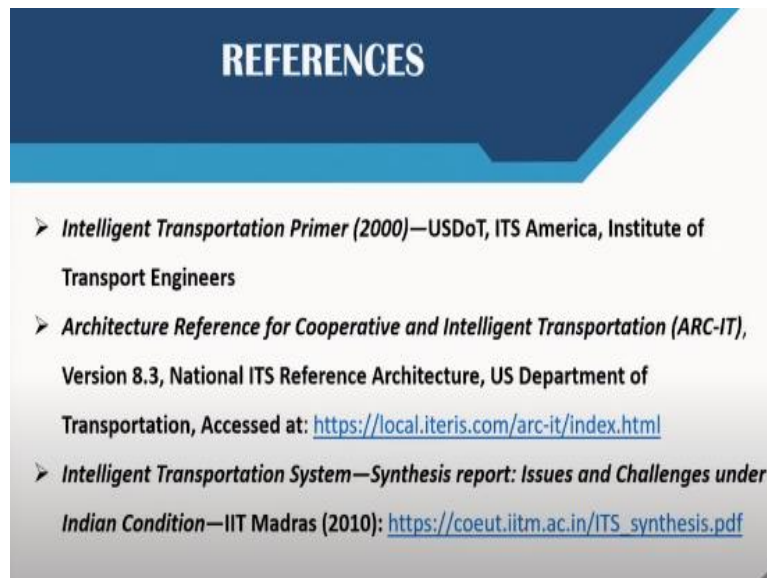 REFERENCES
➤ Intelligent Transportation Primer (2000)—USDoT, ITS America, Institute of
Transport Engineers
➤ Architecture Reference for Cooperative and Intelligent Transportation (ARC-IT),
Version 8.3, National ITS Reference Architecture, US Department of
Transportation, Accessed at: https://local.iteris.com/arc-it/index.html
➤ Intelligent Transportation System—Synthesis report: Issues and Challenges under
Indian Condition—IIT Madras (2010): https://coeut.iitm.ac.in/ITS_synthesis.pdf